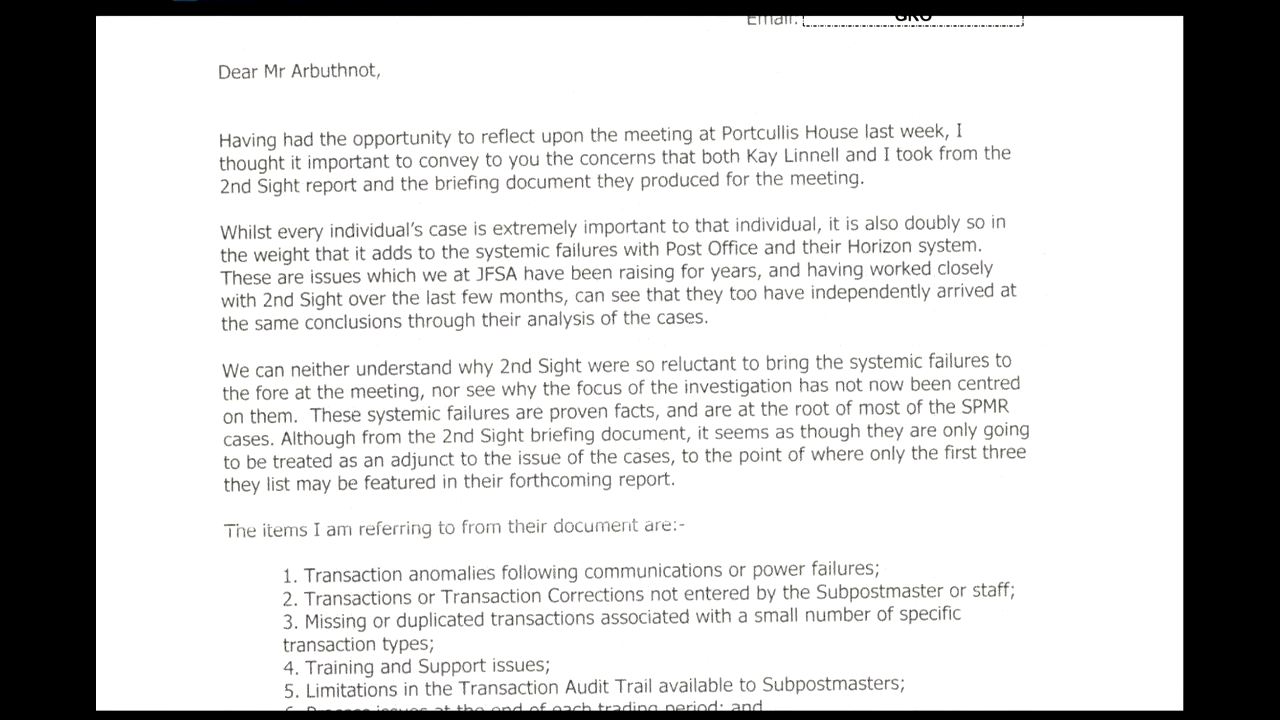 Email: GRO
Dear Mr Arbuthnot,
Having had the opportunity to reflect upon the meeting at Portcullis House last week, I
thought it important to convey to you the concerns that both Kay Linnell and I took from the
2nd Sight report and the briefing document they produced for the meeting.
Whilst every individual's case is extremely important to that individual, it is also doubly so in
the weight that it adds to the systemic failures with Post Office and their Horizon system.
These are issues which we at JFSA have been raising for years, and having worked closely
with 2nd Sight over the last few months, can see that they too have independently arrived at
the same conclusions through their analysis of the cases.
We can neither understand why 2nd Sight were so reluctant to bring the systemic failures to
the fore at the meeting, nor see why the focus of the investigation has not now been centred
on them.  These systemic failures are proven facts, and are at the root of most of the SPMR
cases. Although from the 2nd Sight briefing document, it seems as though they are only going
to be treated as an adjunct to the issue of the cases, to the point of where only the first three
they list may be featured in their forthcoming report.
The items I am referring to from their document are:-
1. Transaction anomalies following communications or power failures;
2. Transactions or Transaction Corrections not entered by the Subpostmaster or staff;
3. Missing or duplicated transactions associated with a small number of specific
transaction types;
4. Training and Support issues;
5. Limitations in the Transaction Audit Trail available to Subpostmasters;
6. Process issues at the end of each trading period; and